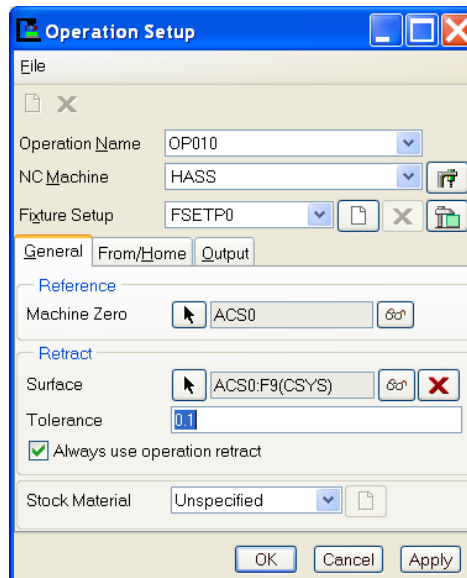 Operation Setup
File
Operation Name OP010
NC Machine HASS
Fixture Setup FSETP0
General From/Home Output
Reference
Machine Zero ACS0
Retract
Surface ACS0:F9(CSYS)
Tolerance 0.1
Always use operation retract
Stock Material Unspecified
OK Cancel Apply